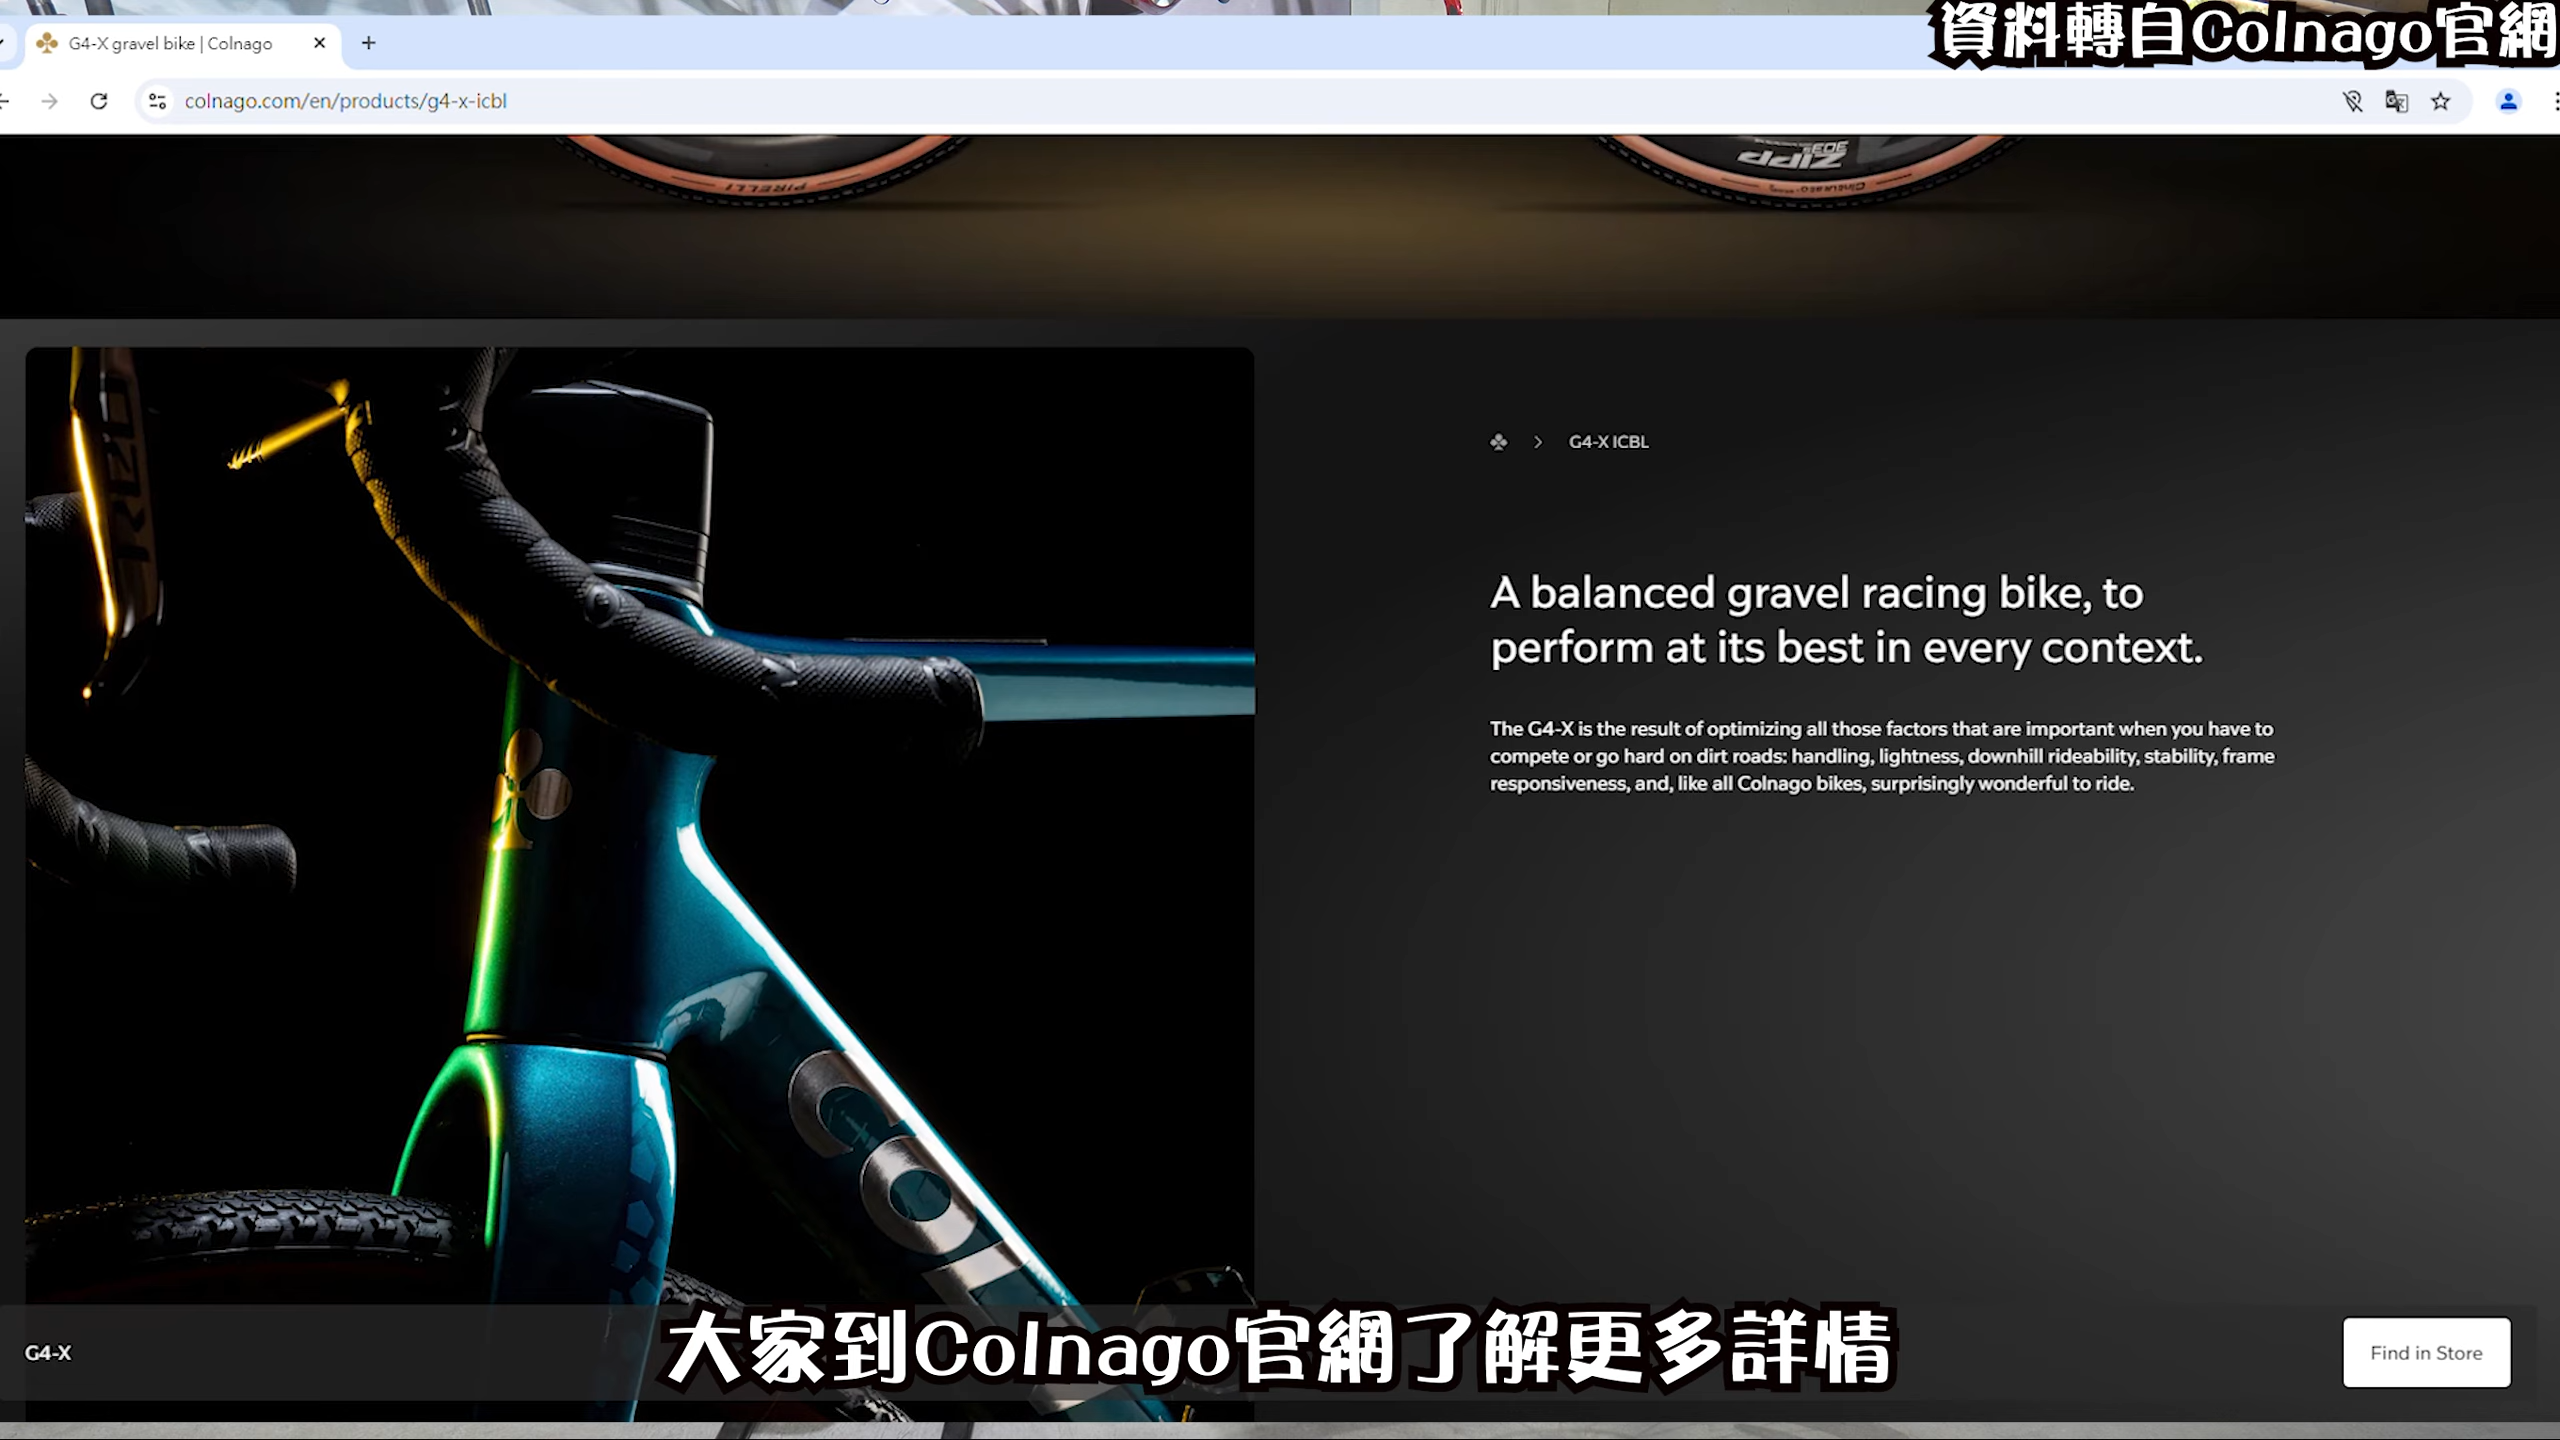 資料轉自Colnago官網
G4-X gravel bike | Colnago
colnago.com/en/products/g4-x-icbl
PIRELLI
ZIPP
303
G4-X ICBL
A balanced gravel racing bike, to
perform at its best in every context.
The G4-X is the result of optimizing all those factors that are important when you have to
compete or go hard on dirt roads: handling, lightness, downhill rideability, stability, frame
responsiveness, and, like all Colnago bikes, surprisingly wonderful to ride.
大家到Colnago官網了解更多詳情
G4-X
Find in Store